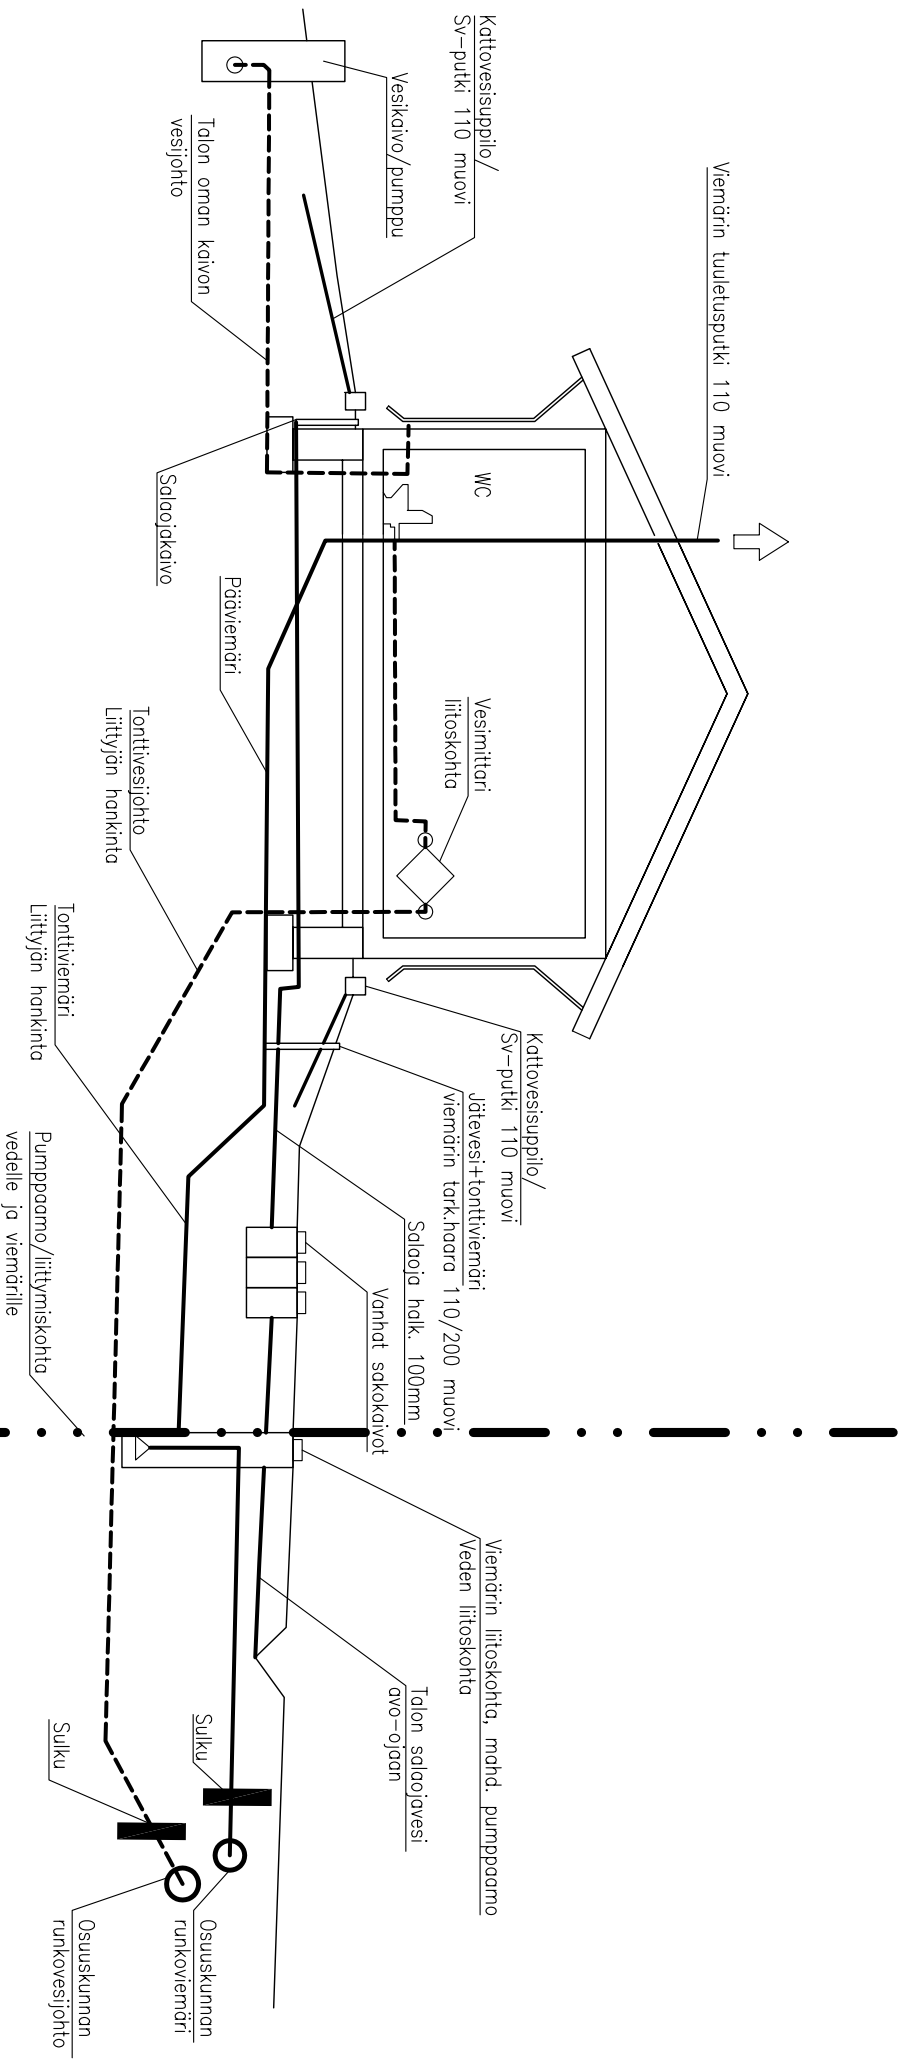 Viemärin tuuletusputki 110 muovi
Kattovesisuppilo/
Sv-putki 110 muovi
Vesikaivo/pumppu
Talon oman kaivon
vesijohto
WC
Salaojakaivo
Pääviemäri
Vesimittari
liitoskohta
Tonttivesijohto
Liittyjän hankinta
Tonttiviemäri
Liittyjän hankinta
Kattovesisuppilo/
Sv-putki 110 muovi
Jätevesi+tonttiviemäri
viemärin tark.haara 110/200 muovi
Salaoja halk. 100mm
Vanhat sakokaivot
Pumppaamo/liittymiskohta
vedelle ja viemärille
Viemärin liitoskohta, mahd. pumppaamo
Veden liitoskohta
Talon salaojavesi
avo-ojaan
Sulku
Sulku
Osuuskunnan
runkoviemäri
Osuuskunnan
runkovesijohto